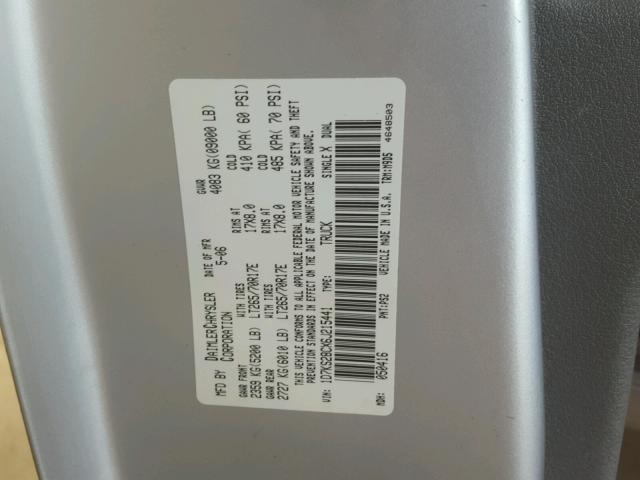 MFD BY DAIMLERCHRYSLER CORPORATION DATE OF MFR 5-06 GVWR 4083 KG(09000 LB)
GAWR FRONT WITH TIRES RIMS AT COLD
2359 KG(5200 LB) LT265/70R17E 17X8.0 410 KPA( 60 PSI)
GAWR REAR WITH TIRES RIMS AT COLD
2727 KG(6010 LB) LT265/70R17E 17X8.0 485 KPA( 70 PSI)
THIS VEHICLE CONFORMS TO ALL APPLICABLE FEDERAL MOTOR VEHICLE SAFETY AND THEFT
PREVENTION STANDARDS IN EFFECT ON THE DATE OF MANUFACTURE SHOWN ABOVE.
VIN: 1D7KS28CX6J215441 TYPE: TRUCK SINGLE X DUAL
MDH: 050416 PNT:PS2 VEHICLE MADE IN U.S.A. TRM:M9D5 4648503